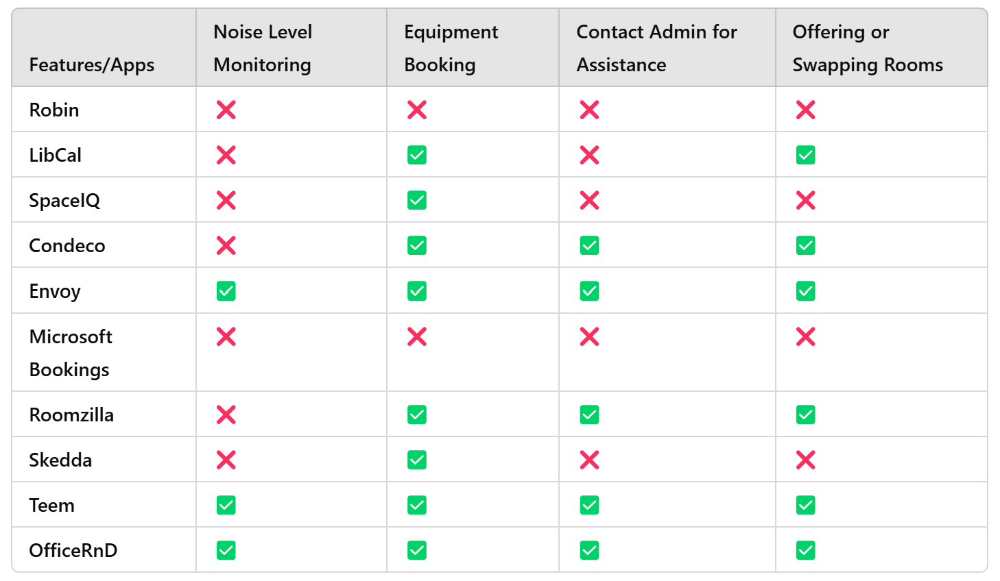 Features/Apps Noise Level Monitoring Equipment Booking Contact Admin for Assistance Offering or Swapping Rooms
Robin ❌ ❌ ❌ ❌
LibCal ❌ ✅ ❌ ✅
SpaceIQ ❌ ✅ ❌ ❌
Condeco ❌ ✅ ✅ ✅
Envoy ✅ ✅ ✅ ✅
Microsoft Bookings ❌ ❌ ❌ ❌
Roomzilla ❌ ✅ ✅ ✅
Skedda ❌ ✅ ❌ ❌
Teem ✅ ✅ ✅ ✅
OfficeRnD ✅ ✅ ✅ ✅